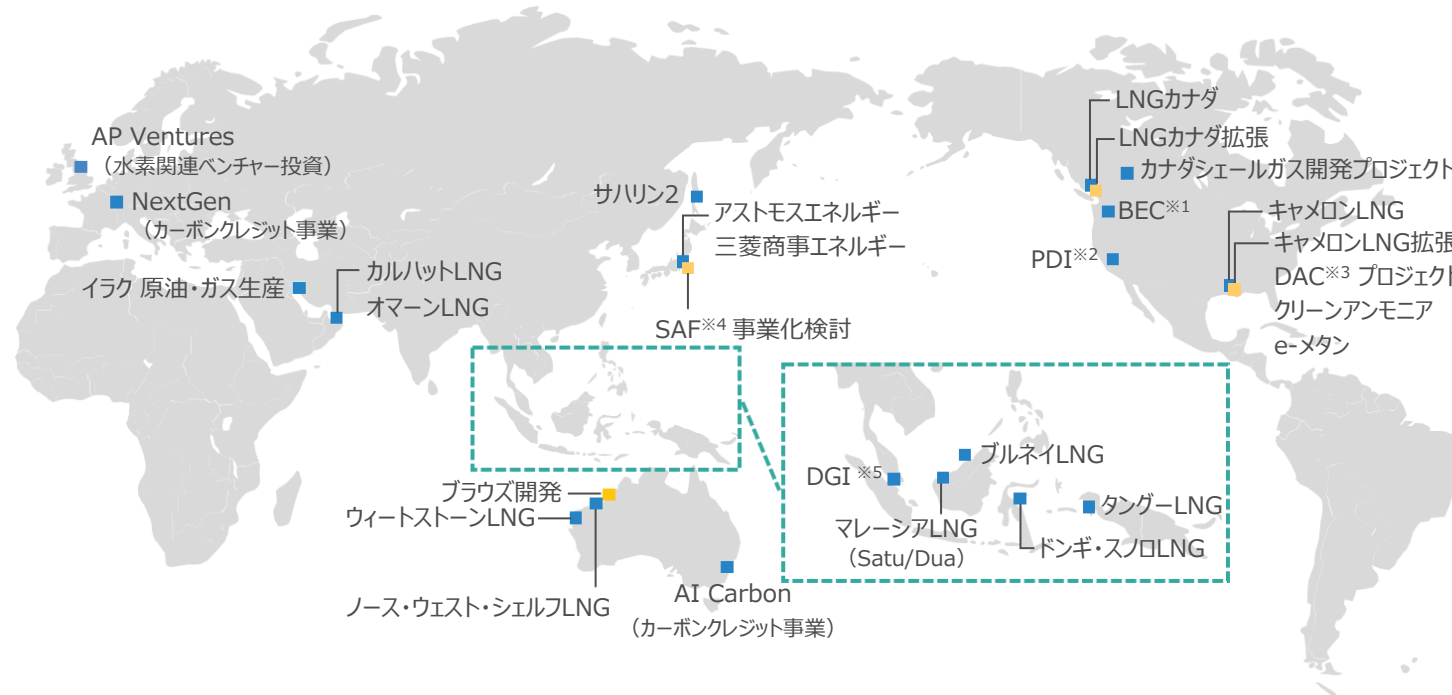 AP Ventures
（水素関連ベンチャー投資）
NextGen
（カーボンクレジット事業）
イラク 原油・ガス生産
カルハットLNG
オマーンLNG
サハリン2
アストモスエネルギー
三菱商事エネルギー
SAF※4 事業化検討
LNGカナダ
LNGカナダ拡張
カナダシェールガス開発プロジェクト
BEC※1
PDI※2
キャメロンLNG
キャメロンLNG拡張
DAC※3 プロジェクト
クリーンアンモニア
e-メタン
ブラウズ開発
ウィートストーンLNG
ノース・ウェスト・シェルフLNG
AI Carbon
（カーボンクレジット事業）
DGI ※5
ブルネイLNG
マレーシアLNG
（Satu/Dua）
タングーLNG
ドンギ・スノロLNG